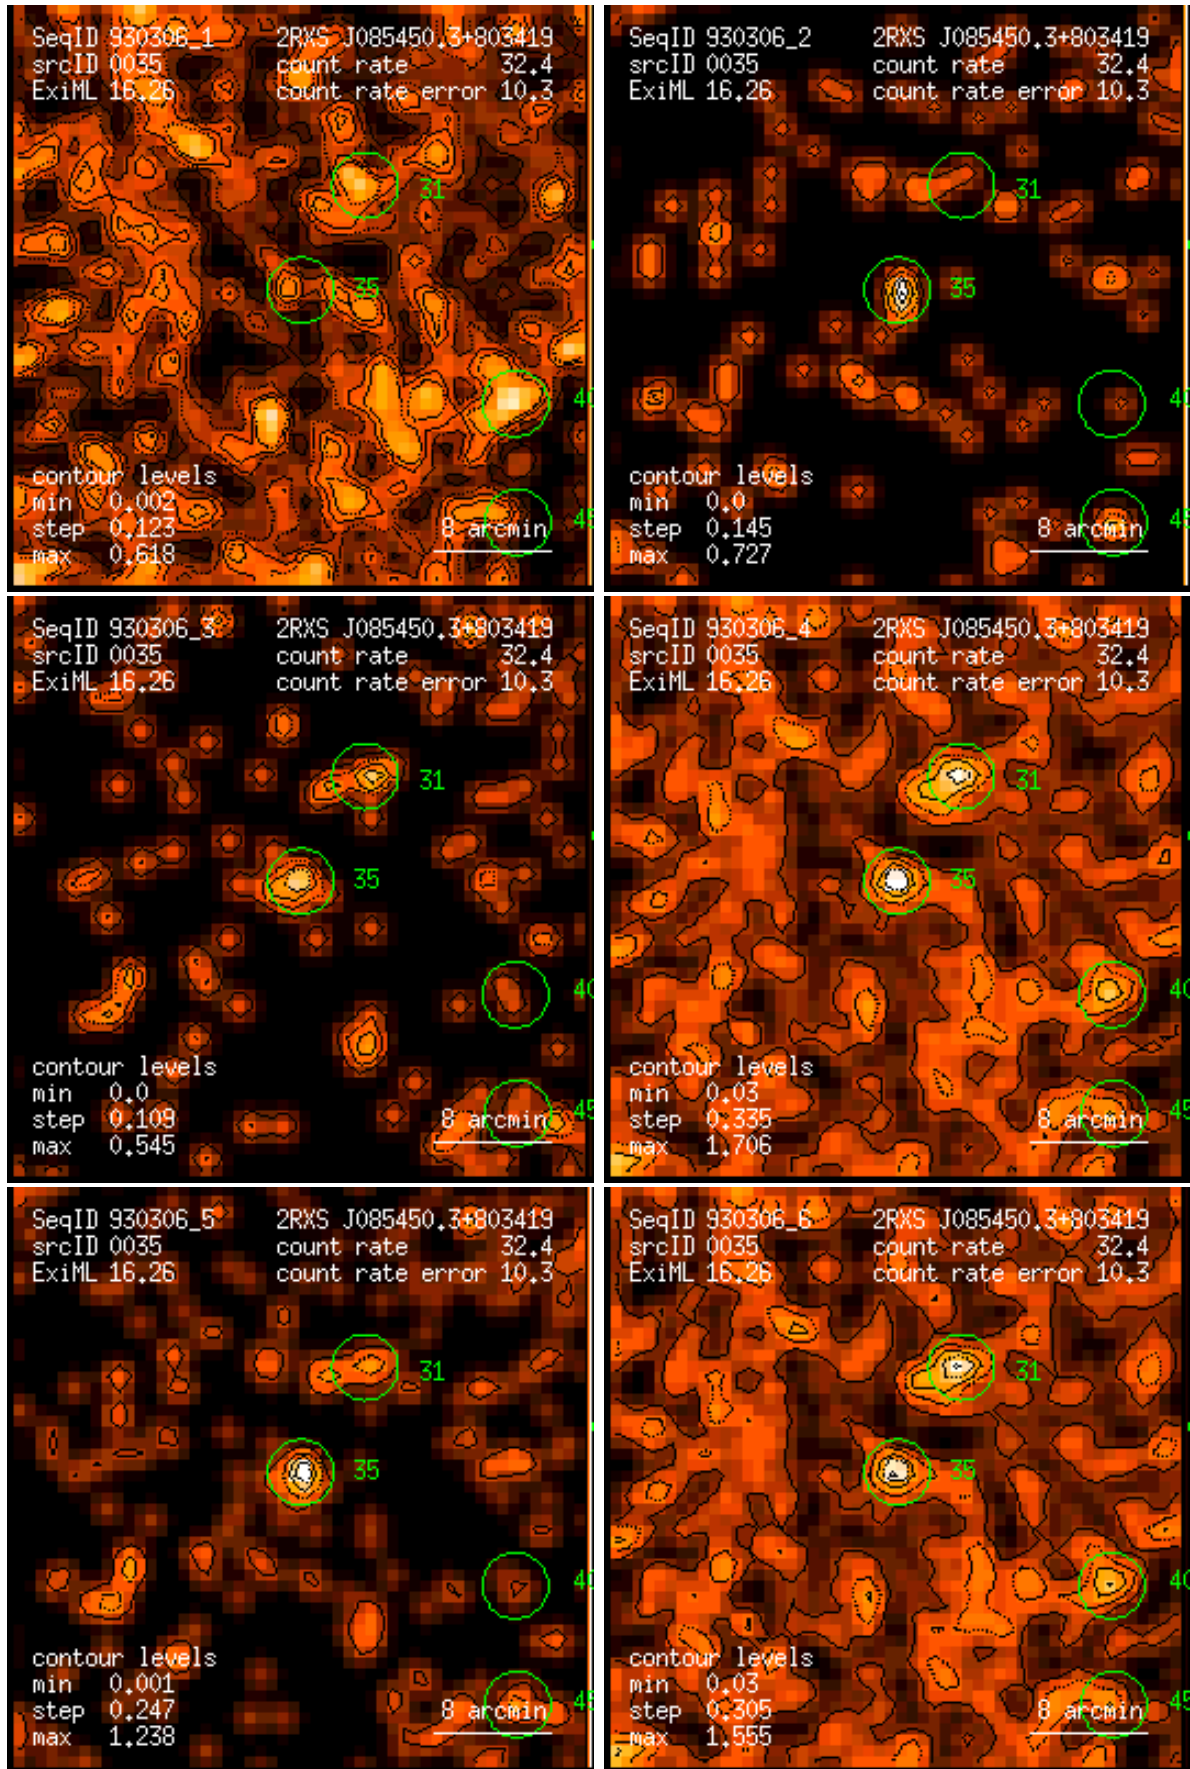 SeqID 930306_1 2RXS J085450.3+803419
srcID 0035 count rate 32.4
ExiML 16.26 count rate error 10.3
31
35
40
contour levels
min 0.002
45
step 0.123 8 arcmin
max 0.618
SeqID 930306_2 2RXS J085450.3+803419
srcID 0035 count rate 32.4
ExiML 16.26 count rate error 10.3
31
35
40
contour levels
min 0.0
45
step 0.145 8 arcmin
max 0.727
SeqID 930306_3 2RXS J085450.3+803419
srcID 0035 count rate 32.4
ExiML 16.26 count rate error 10.3
31
35
40
contour levels
min 0.0
45
step 0.109 8 arcmin
max 0.545
SeqID 930306_4 2RXS J085450.3+803419
srcID 0035 count rate 32.4
ExiML 16.26 count rate error 10.3
31
35
40
contour levels
min 0.03
45
step 0.335 8 arcmin
max 1.706
SeqID 930306_5 2RXS J085450.3+803419
srcID 0035 count rate 32.4
ExiML 16.26 count rate error 10.3
31
35
40
contour levels
min 0.001
45
step 0.247 8 arcmin
max 1.238
SeqID 930306_6 2RXS J085450.3+803419
srcID 0035 count rate 32.4
ExiML 16.26 count rate error 10.3
31
35
40
contour levels
min 0.03
45
step 0.305 8 arcmin
max 1.555